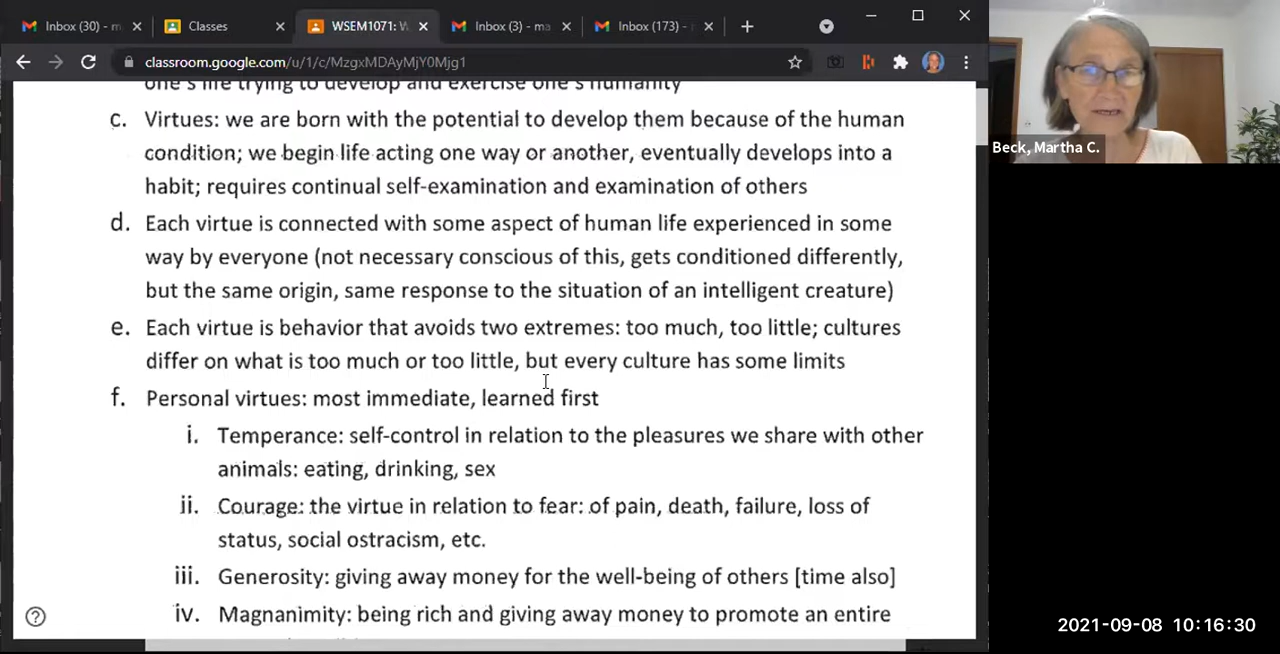 Inbox (30) - m
Classes
WSEM1071: W
Inbox (3) - ma
Inbox (173) -
classroom.google.com/u/1/c/MzgxMDAyMjY0Mjg1
one's life trying to develop and exercise one's humanity
c. Virtues: we are born with the potential to develop them because of the human
condition; we begin life acting one way or another, eventually develops into a
habit; requires continual self-examination and examination of others
d. Each virtue is connected with some aspect of human life experienced in some
way by everyone (not necessary conscious of this, gets conditioned differently,
but the same origin, same response to the situation of an intelligent creature)
e. Each virtue is behavior that avoids two extremes: too much, too little; cultures
differ on what is too much or too little, but every culture has some limits
f. Personal virtues: most immediate, learned first
i. Temperance: self-control in relation to the pleasures we share with other
animals: eating, drinking, sex
ii. Courage: the virtue in relation to fear: of pain, death, failure, loss of
status, social ostracism, etc.
iii. Generosity: giving away money for the well-being of others [time also]
iv. Magnanimity: being rich and giving away money to promote an entire
Beck, Martha C.
2021-09-08 10:16:30